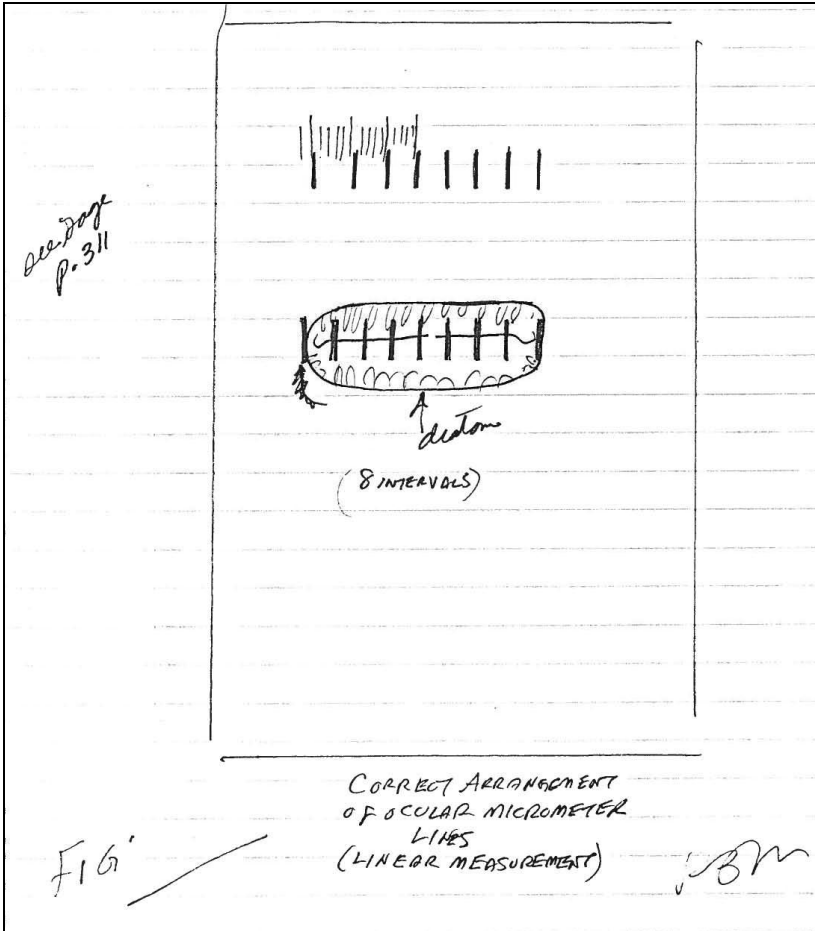 see page
p. 311
diatom
(8 INTERVALS)
CORRECT ARRANGEMENT
OF OCULAR MICROMETER
LINES
(LINEAR MEASUREMENT)
FIG